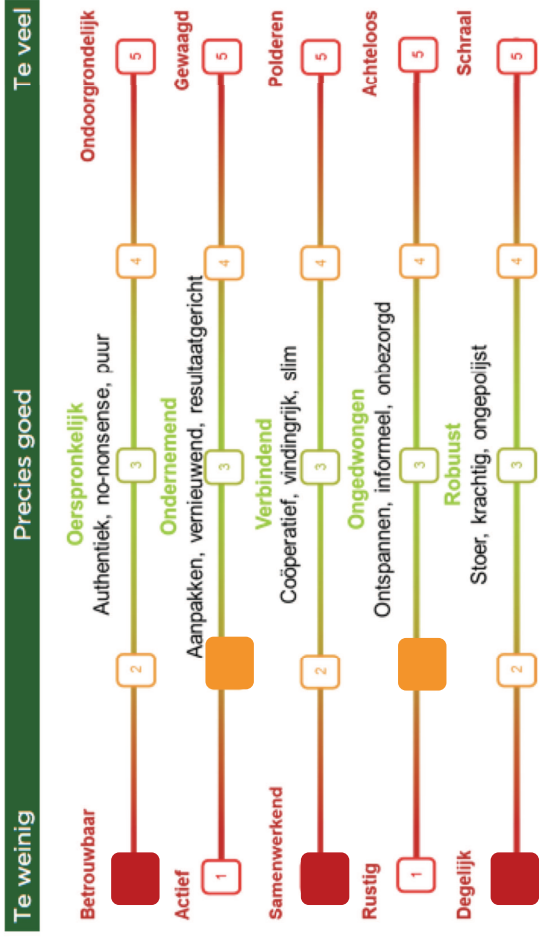 Te weinig Precies goed Te veel
Oerspronkelijk
Betrouwbaar Authentiek, no-nonsense, puur Ondoorgrondelijk
2 3 4 5
Ondernemend
Actief Aanpakken, vernieuwend, resultaatgericht Gewaagd
1 3 4 5
Verbindend
Samenwerkend Coöperatief, vindingrijk, slim Polderen
2 3 4 5
Ongedwongen
Rustig Ontspannen, informeel, onbezorgd Achteloos
1 3 4 5
Robuust
Degelijk Stoer, krachtig, ongepolijst Schraal
2 3 4 5